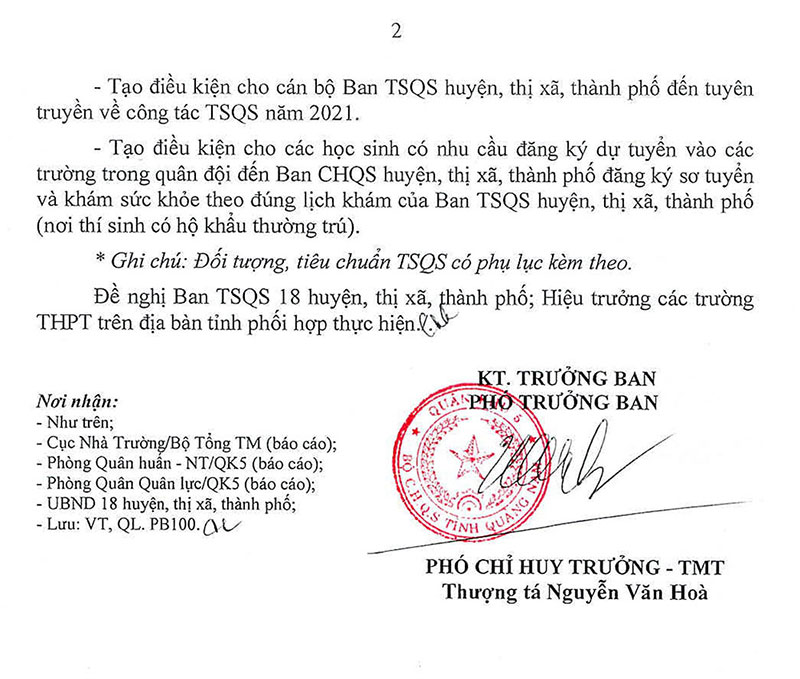 2
- Tạo điều kiện cho cán bộ Ban TSQS huyện, thị xã, thành phố đến tuyên
truyền về công tác TSQS năm 2021.
- Tạo điều kiện cho các học sinh có nhu cầu đăng ký dự tuyển vào các
trường trong quân đội đến Ban CHQS huyện, thị xã, thành phố đăng ký sơ tuyển
và khám sức khỏe theo đúng lịch khám của Ban TSQS huyện, thị xã, thành phố
(nơi thí sinh có hộ khẩu thường trú).
* Ghi chú: Đối tượng, tiêu chuẩn TSQS có phụ lục kèm theo.
Đề nghị Ban TSQS 18 huyện, thị xã, thành phố; Hiệu trưởng các trường
THPT trên địa bàn tỉnh phối hợp thực hiện.
KT. TRƯỞNG BAN
PHÓ TRƯỞNG BAN
Nơi nhận:
- Như trên;
- Cục Nhà Trường/Bộ Tổng TM (báo cáo);
- Phòng Quân huấn - NT/QK5 (báo cáo);
- Phòng Quân Quân lực/QK5 (báo cáo);
- UBND 18 huyện, thị xã, thành phố;
- Lưu: VT, QL. PB100.
BỘ C.H.Q.S TỈNH QUẢNG
PHÓ CHỈ HUY TRƯỞNG - TMT
Thượng tá Nguyễn Văn Hoà